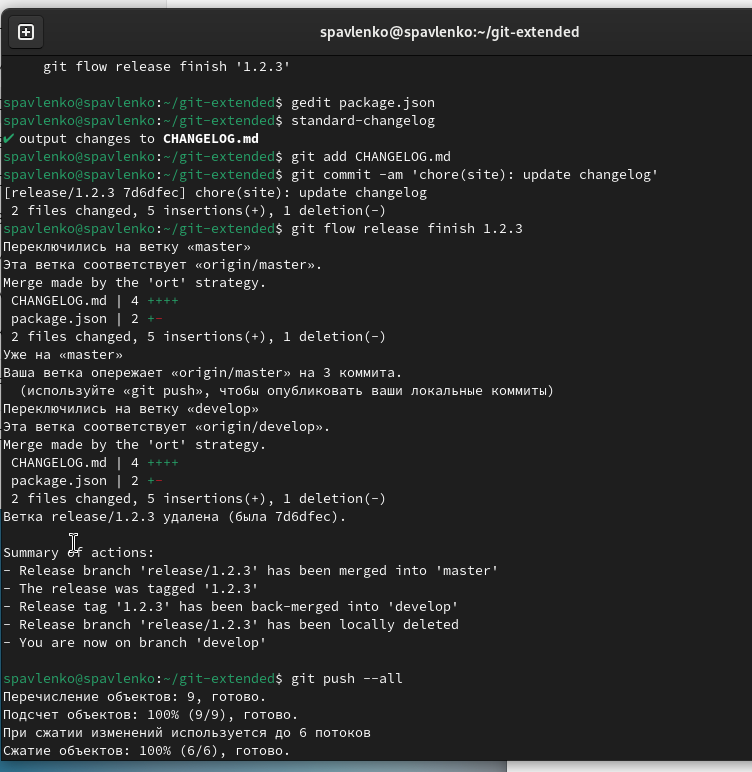 spavlenko@spavlenko:~/git-extended
git flow release finish '1.2.3'
spavlenko@spavlenko:~/git-extended$ gedit package.json
spavlenko@spavlenko:~/git-extended$ standard-changelog
✔ output changes to CHANGELOG.md
spavlenko@spavlenko:~/git-extended$ git add CHANGELOG.md
spavlenko@spavlenko:~/git-extended$ git commit -am 'chore(site): update changelog'
[release/1.2.3 7d6dfec] chore(site): update changelog
2 files changed, 5 insertions(+), 1 deletion(-)
spavlenko@spavlenko:~/git-extended$ git flow release finish 1.2.3
Переключились на ветку «master»
Эта ветка соответствует «origin/master».
Merge made by the 'ort' strategy.
CHANGELOG.md | 4 ++++
package.json | 2 +-
2 files changed, 5 insertions(+), 1 deletion(-)
Уже на «master»
Ваша ветка опережает «origin/master» на 3 коммита.
(используйте «git push», чтобы опубликовать ваши локальные коммиты)
Переключились на ветку «develop»
Эта ветка соответствует «origin/develop».
Merge made by the 'ort' strategy.
CHANGELOG.md | 4 ++++
package.json | 2 +-
2 files changed, 5 insertions(+), 1 deletion(-)
Ветка release/1.2.3 удалена (была 7d6dfec).
Summary of actions:
- Release branch 'release/1.2.3' has been merged into 'master'
- The release was tagged '1.2.3'
- Release tag '1.2.3' has been back-merged into 'develop'
- Release branch 'release/1.2.3' has been locally deleted
- You are now on branch 'develop'
spavlenko@spavlenko:~/git-extended$ git push --all
Перечисление объектов: 9, готово.
Подсчет объектов: 100% (9/9), готово.
При сжатии изменений используется до 6 потоков
Сжатие объектов: 100% (6/6), готово.